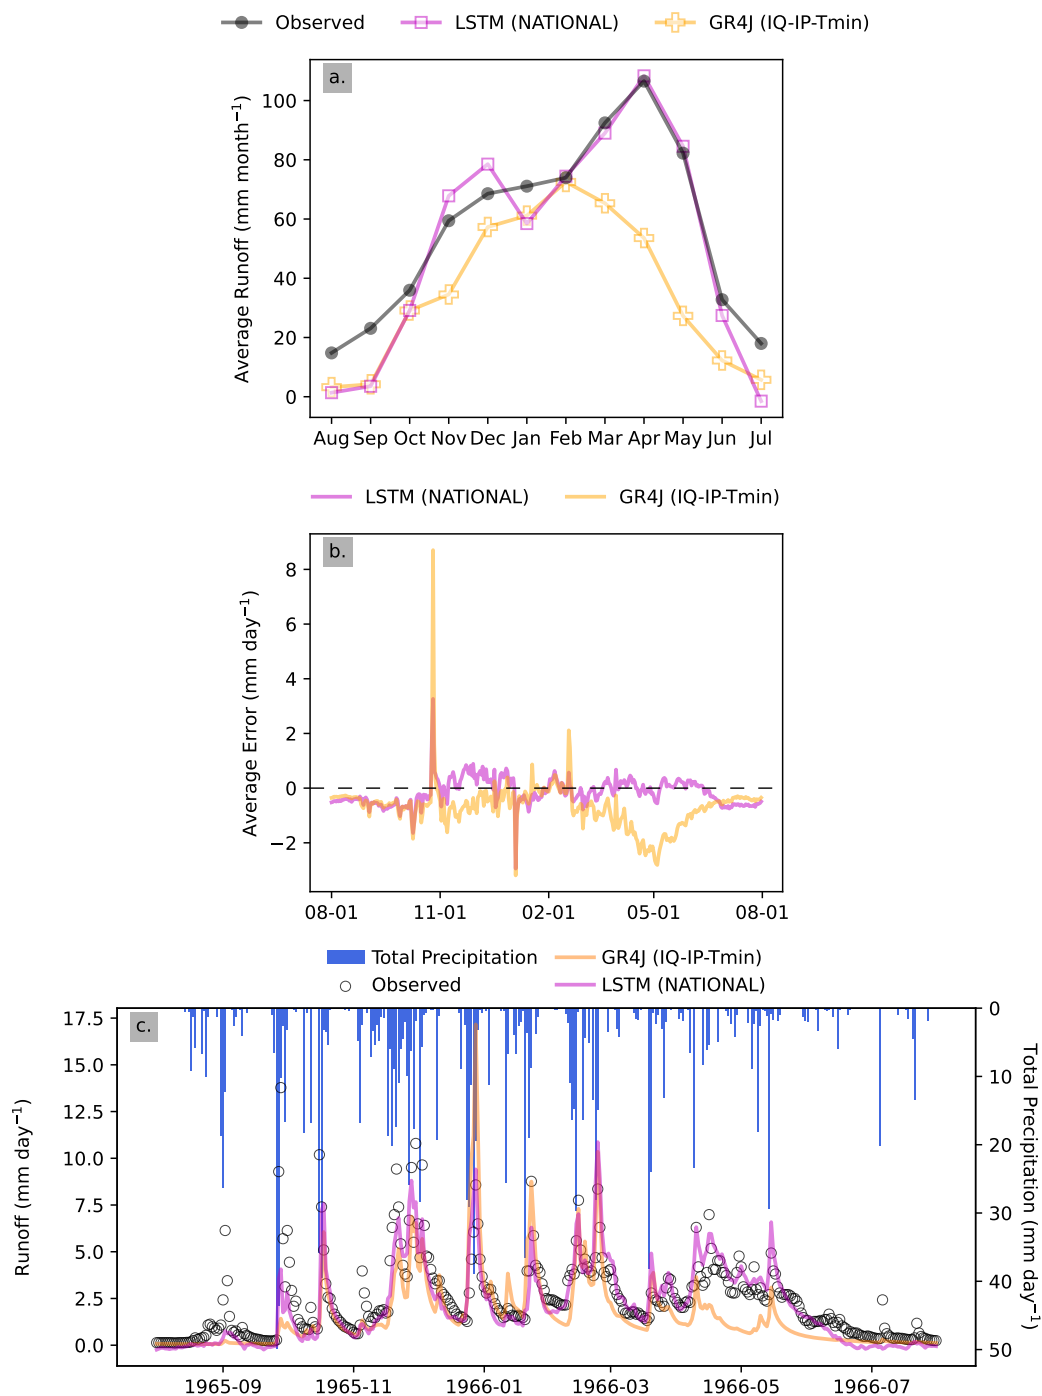 Observed LSTM (NATIONAL) GR4J (IQ-IP-Tmin)
a.
Average Runoff (mm month⁻¹)
100
80
60
40
20
0
Aug Sep Oct Nov Dec Jan Feb Mar Apr May Jun Jul
LSTM (NATIONAL) GR4J (IQ-IP-Tmin)
b.
Average Error (mm day⁻¹)
8
6
4
2
0
−2
08-01 11-01 02-01 05-01 08-01
Total Precipitation GR4J (IQ-IP-Tmin)
Observed LSTM (NATIONAL)
c.
Runoff (mm day⁻¹)
17.5
15.0
12.5
10.0
7.5
5.0
2.5
0.0
0
10
20
30
40
50
Total Precipitation (mm day⁻¹)
1965-09 1965-11 1966-01 1966-03 1966-05 1966-07